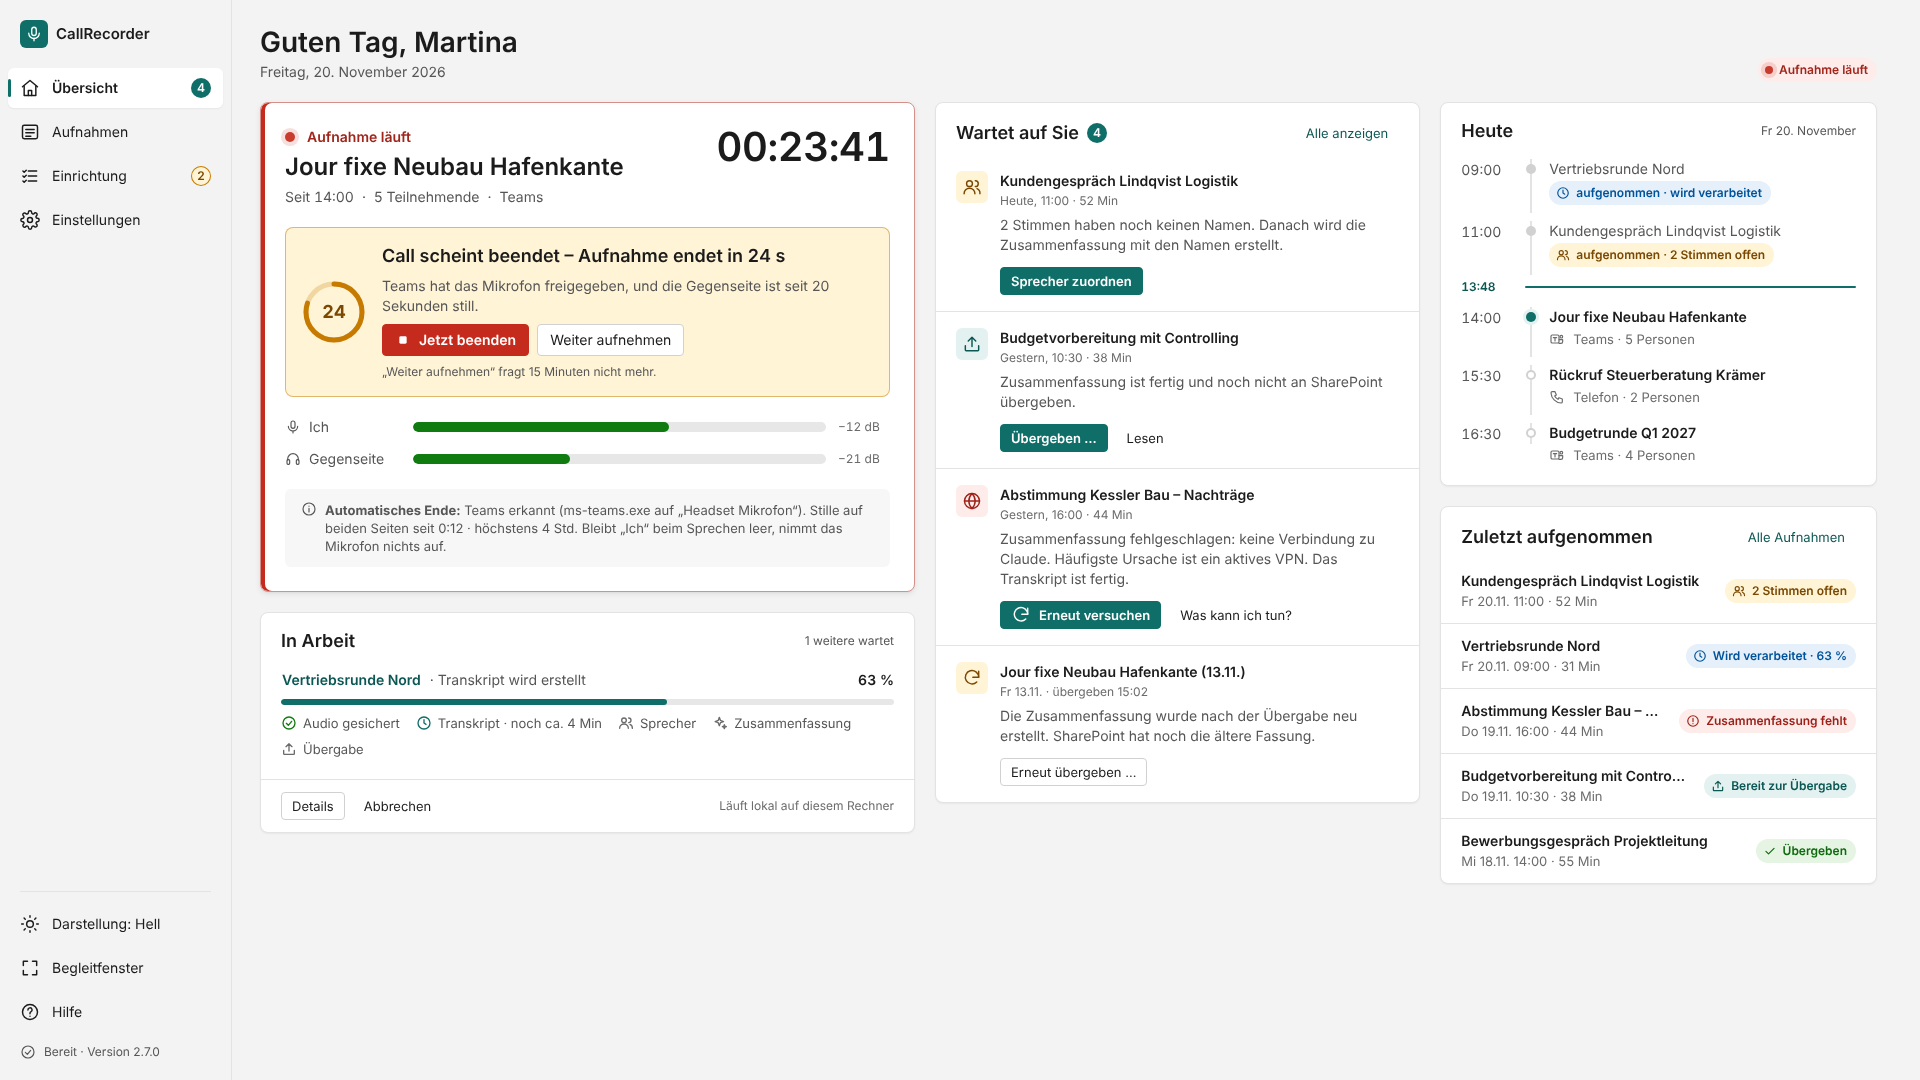 CallRecorder
Übersicht
4
Aufnahmen
Einrichtung
2
Einstellungen
Darstellung: Hell
Begleitfenster
Hilfe
Bereit · Version 2.7.0
Guten Tag, Martina
Freitag, 20. November 2026
Aufnahme läuft
Aufnahme läuft
00:23:41
Jour fixe Neubau Hafenkante
Seit 14:00 · 5 Teilnehmende · Teams
24
Call scheint beendet – Aufnahme endet in 24 s
Teams hat das Mikrofon freigegeben, und die Gegenseite ist seit 20
Sekunden still.
Jetzt beenden
Weiter aufnehmen
„Weiter aufnehmen“ fragt 15 Minuten nicht mehr.
Ich
−12 dB
Gegenseite
−21 dB
Automatisches Ende: Teams erkannt (ms-teams.exe auf „Headset Mikrofon“). Stille auf
beiden Seiten seit 0:12 · höchstens 4 Std. Bleibt „Ich“ beim Sprechen leer, nimmt das
Mikrofon nichts auf.
In Arbeit
1 weitere wartet
Vertriebsrunde Nord · Transkript wird erstellt
63 %
Audio gesichert
Transkript · noch ca. 4 Min
Sprecher
Zusammenfassung
Übergabe
Details
Abbrechen
Läuft lokal auf diesem Rechner
Wartet auf Sie 4
Alle anzeigen
Kundengespräch Lindqvist Logistik
Heute, 11:00 · 52 Min
2 Stimmen haben noch keinen Namen. Danach wird die
Zusammenfassung mit den Namen erstellt.
Sprecher zuordnen
Budgetvorbereitung mit Controlling
Gestern, 10:30 · 38 Min
Zusammenfassung ist fertig und noch nicht an SharePoint
übergeben.
Übergeben ...
Lesen
Abstimmung Kessler Bau – Nachträge
Gestern, 16:00 · 44 Min
Zusammenfassung fehlgeschlagen: keine Verbindung zu
Claude. Häufigste Ursache ist ein aktives VPN. Das
Transkript ist fertig.
Erneut versuchen
Was kann ich tun?
Jour fixe Neubau Hafenkante (13.11.)
Fr 13.11. · übergeben 15:02
Die Zusammenfassung wurde nach der Übergabe neu
erstellt. SharePoint hat noch die ältere Fassung.
Erneut übergeben ...
Heute
Fr 20. November
09:00
Vertriebsrunde Nord
aufgenommen · wird verarbeitet
11:00
Kundengespräch Lindqvist Logistik
aufgenommen · 2 Stimmen offen
13:48
14:00
Jour fixe Neubau Hafenkante
Teams · 5 Personen
15:30
Rückruf Steuerberatung Krämer
Telefon · 2 Personen
16:30
Budgetrunde Q1 2027
Teams · 4 Personen
Zuletzt aufgenommen
Alle Aufnahmen
Kundengespräch Lindqvist Logistik
Fr 20.11. 11:00 · 52 Min
2 Stimmen offen
Vertriebsrunde Nord
Fr 20.11. 09:00 · 31 Min
Wird verarbeitet · 63 %
Abstimmung Kessler Bau – ...
Do 19.11. 16:00 · 44 Min
Zusammenfassung fehlt
Budgetvorbereitung mit Contro...
Do 19.11. 10:30 · 38 Min
Bereit zur Übergabe
Bewerbungsgespräch Projektleitung
Mi 18.11. 14:00 · 55 Min
Übergeben